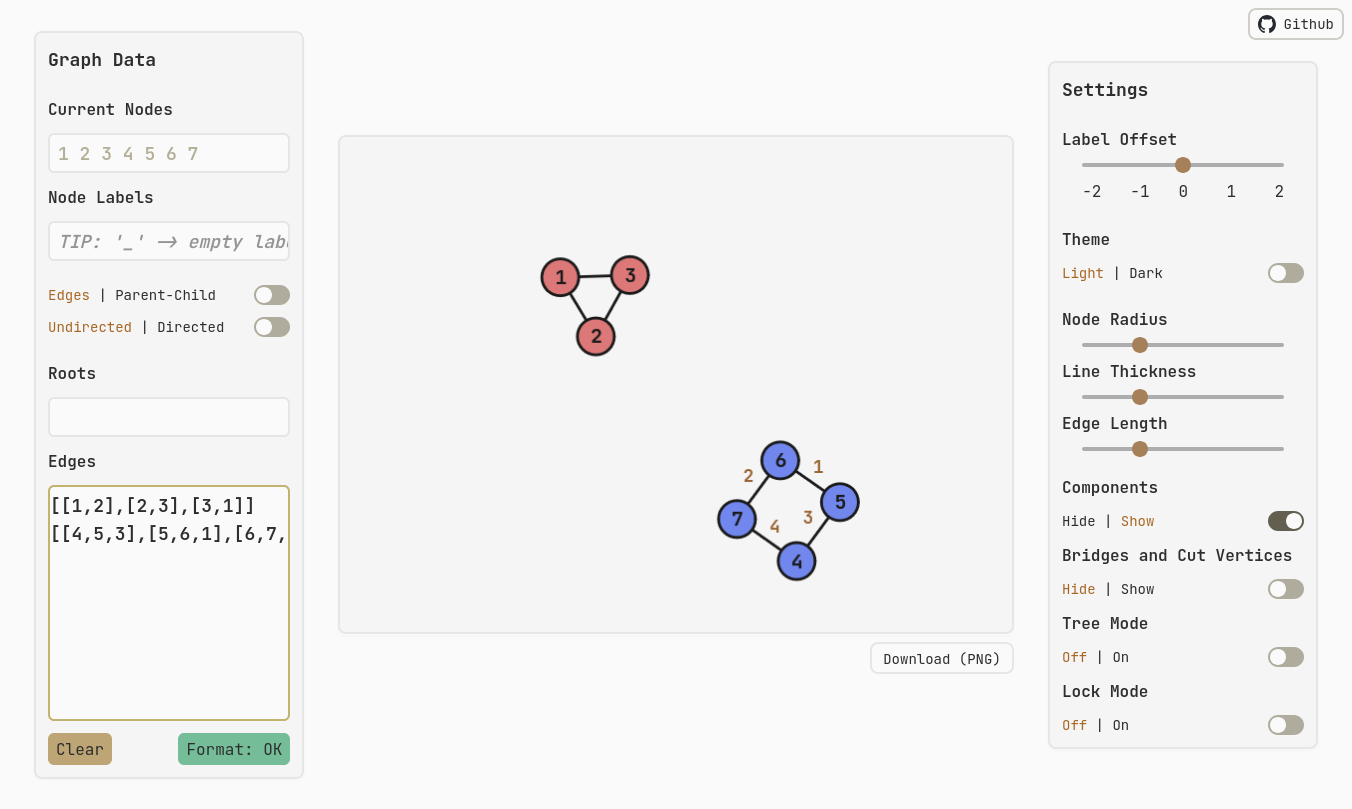 Github
Graph Data
Current Nodes
1 2 3 4 5 6 7
Node Labels
TIP: '_' -> empty lab
Edges | Parent-Child
Undirected | Directed
Roots
Edges
[[1,2],[2,3],[3,1]]
[[4,5,3],[5,6,1],[6,7,
Clear
Format: OK
1
3
2
6
1
2
5
7
4
3
4
Download (PNG)
Settings
Label Offset
-2 -1 0 1 2
Theme
Light | Dark
Node Radius
Line Thickness
Edge Length
Components
Hide | Show
Bridges and Cut Vertices
Hide | Show
Tree Mode
Off | On
Lock Mode
Off | On